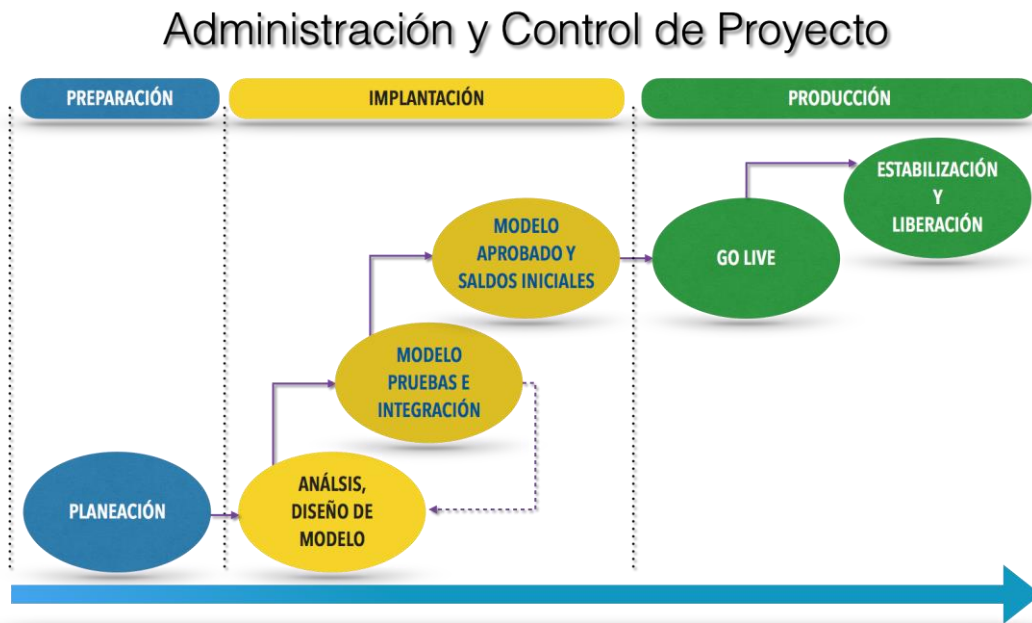 Administración y Control de Proyecto
PREPARACIÓN
IMPLANTACIÓN
PRODUCCIÓN
ESTABILIZACIÓN
Y
LIBERACIÓN
MODELO
APROBADO Y
SALDOS INICIALES
GO LIVE
MODELO
PRUEBAS E
INTEGRACIÓN
PLANEACIÓN
ANÁLSIS,
DISEÑO DE
MODELO